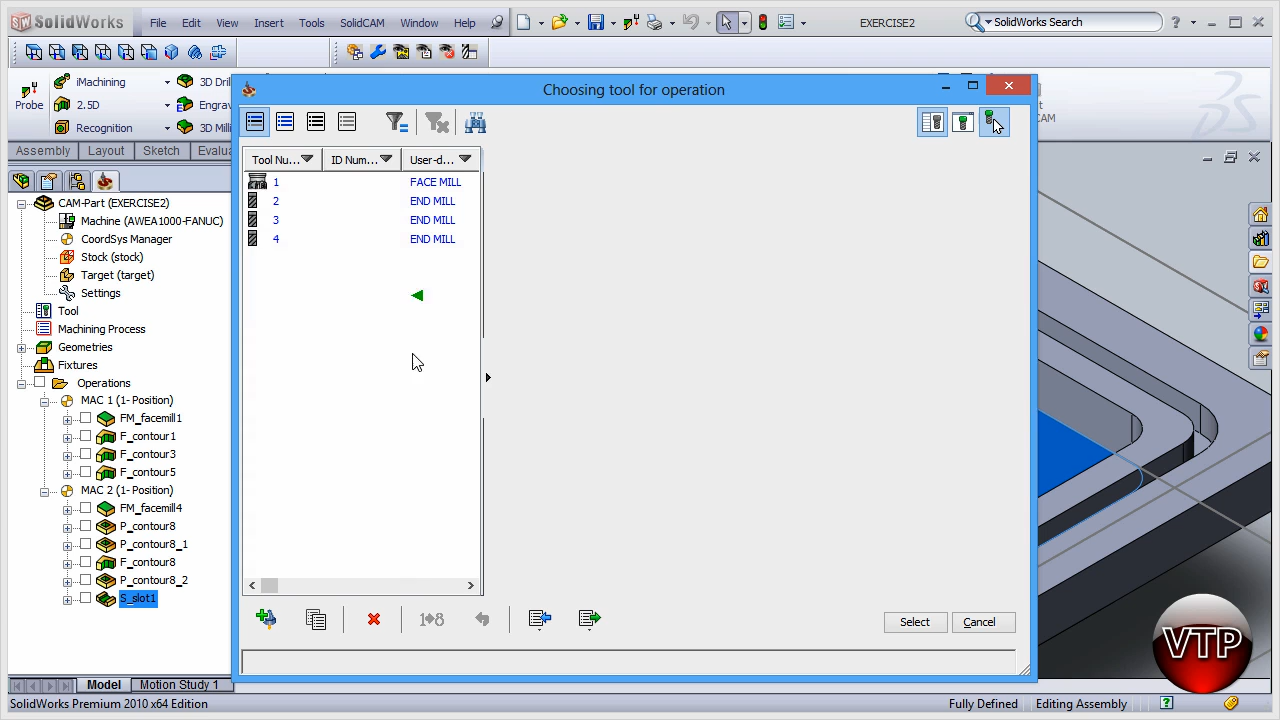 SolidWorks
File Edit View Insert Tools SolidCAM Window Help
EXERCISE2
SolidWorks Search
Probe
iMachining
2.5D
Recognition
3D Dril
Engrav
3D Milli
Assembly Layout Sketch Evalua
CAM-Part (EXERCISE2)
Machine (AWEA1000-FANUC)
CoordSys Manager
Stock (stock)
Target (target)
Settings
Tool
Machining Process
Geometries
Fixtures
Operations
MAC 1 (1- Position)
FM_facemill1
F_contour1
F_contour3
F_contour5
MAC 2 (1- Position)
FM_facemill4
P_contour8
P_contour8_1
F_contour8
P_contour8_2
S_slot1
Choosing tool for operation
Tool Nu... ID Num... User-d...
1 FACE MILL
2 END MILL
3 END MILL
4 END MILL
Select Cancel
VTP
Model Motion Study 1
SolidWorks Premium 2010 x64 Edition
Fully Defined Editing Assembly